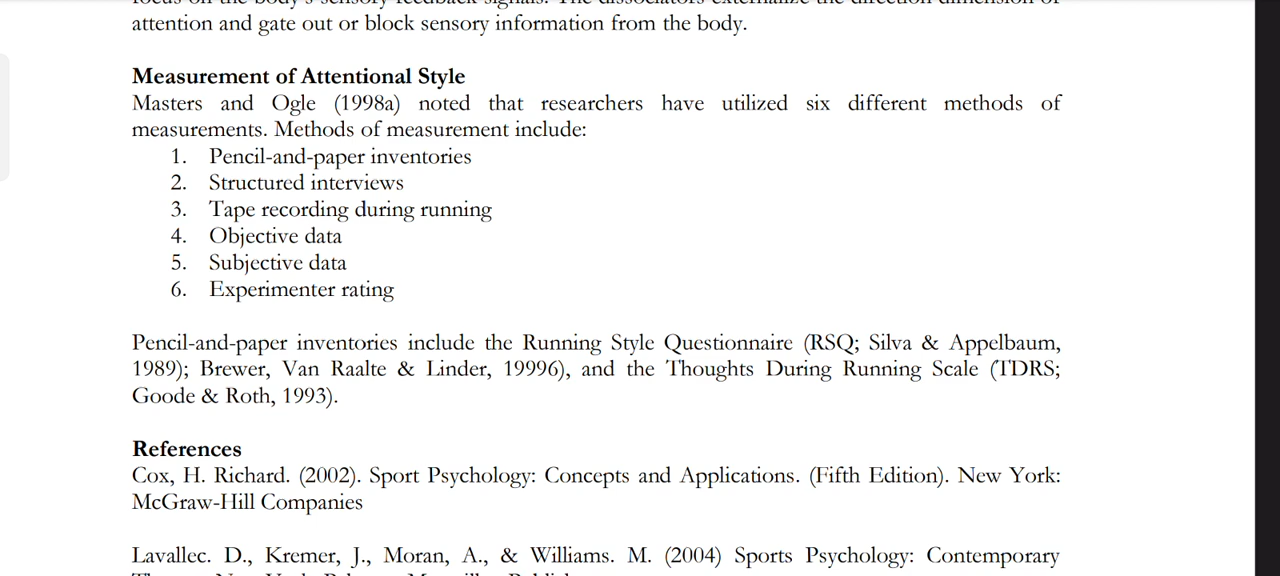 attention and gate out or block sensory information from the body.
Measurement of Attentional Style
Masters and Ogle (1998a) noted that researchers have utilized six different methods of
measurements. Methods of measurement include:
1. Pencil-and-paper inventories
2. Structured interviews
3. Tape recording during running
4. Objective data
5. Subjective data
6. Experimenter rating
Pencil-and-paper inventories include the Running Style Questionnaire (RSQ; Silva & Appelbaum,
1989); Brewer, Van Raalte & Linder, 19996), and the Thoughts During Running Scale (TDRS;
Goode & Roth, 1993).
References
Cox, H. Richard. (2002). Sport Psychology: Concepts and Applications. (Fifth Edition). New York:
McGraw-Hill Companies
Lavallec. D., Kremer, J., Moran, A., & Williams. M. (2004) Sports Psychology: Contemporary